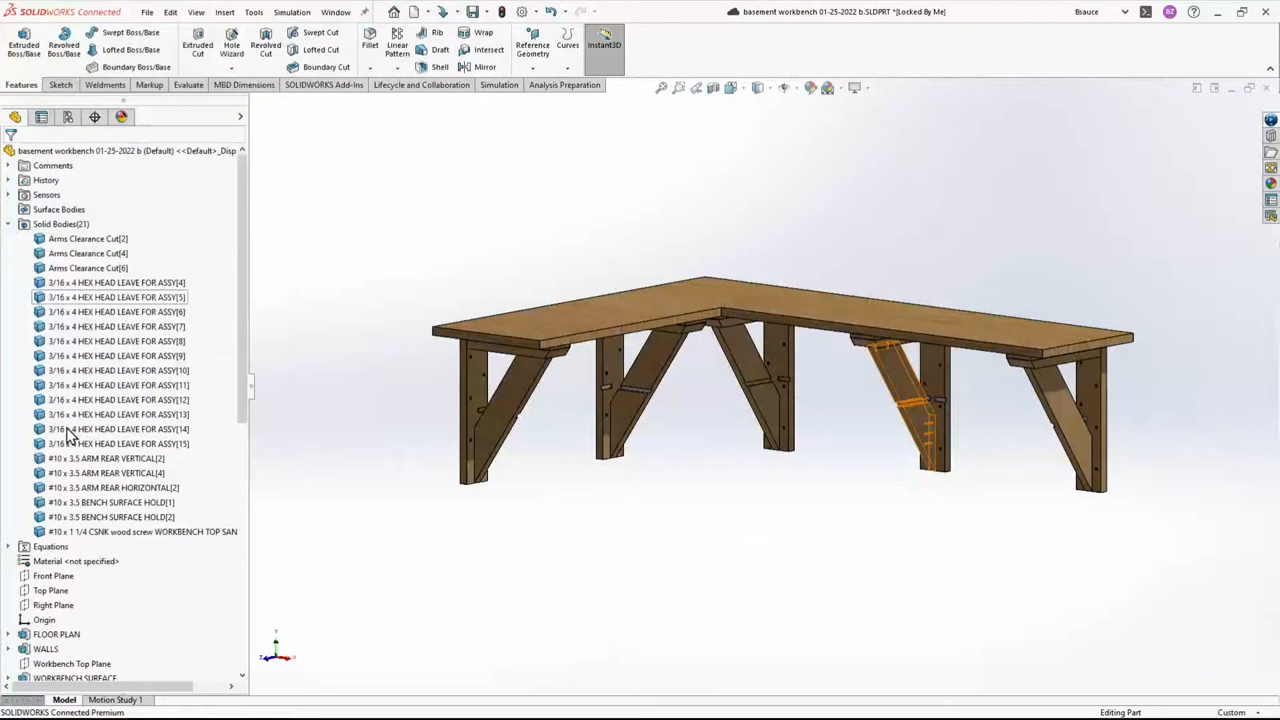 SOLIDWORKS Connected
File
Edit
View
Insert
Tools
Simulation
Window
basement workbench 01-25-2022 b.SLDPRT *[Locked By Me]
Bsauce
BZ
Extruded Boss/Base
Revolved Boss/Base
Swept Boss/Base
Lofted Boss/Base
Boundary Boss/Base
Extruded Cut
Hole Wizard
Revolved Cut
Swept Cut
Lofted Cut
Boundary Cut
Fillet
Linear Pattern
Rib
Draft
Shell
Wrap
Intersect
Mirror
Reference Geometry
Curves
Instant3D
Features
Sketch
Weldments
Markup
Evaluate
MBD Dimensions
SOLIDWORKS Add-Ins
Lifecycle and Collaboration
Simulation
Analysis Preparation
basement workbench 01-25-2022 b (Default) <<Default>_Disp
Comments
History
Sensors
Surface Bodies
Solid Bodies(21)
Arms Clearance Cut[2]
Arms Clearance Cut[4]
Arms Clearance Cut[6]
3/16 x 4 HEX HEAD LEAVE FOR ASSY[4]
3/16 x 4 HEX HEAD LEAVE FOR ASSY[5]
3/16 x 4 HEX HEAD LEAVE FOR ASSY[6]
3/16 x 4 HEX HEAD LEAVE FOR ASSY[7]
3/16 x 4 HEX HEAD LEAVE FOR ASSY[8]
3/16 x 4 HEX HEAD LEAVE FOR ASSY[9]
3/16 x 4 HEX HEAD LEAVE FOR ASSY[10]
3/16 x 4 HEX HEAD LEAVE FOR ASSY[11]
3/16 x 4 HEX HEAD LEAVE FOR ASSY[12]
3/16 x 4 HEX HEAD LEAVE FOR ASSY[13]
3/16 x 4 HEX HEAD LEAVE FOR ASSY[14]
3/16 x 4 HEX HEAD LEAVE FOR ASSY[15]
#10 x 3.5 ARM REAR VERTICAL[2]
#10 x 3.5 ARM REAR VERTICAL[4]
#10 x 3.5 ARM REAR HORIZONTAL[2]
#10 x 3.5 BENCH SURFACE HOLD[1]
#10 x 3.5 BENCH SURFACE HOLD[2]
#10 x 1 1/4 CSNK wood screw WORKBENCH TOP SAN
Equations
Material <not specified>
Front Plane
Top Plane
Right Plane
Origin
FLOOR PLAN
WALLS
Workbench Top Plane
WORKBENCH SURFACE
Y
Z
X
Model
Motion Study 1
SOLIDWORKS Connected Premium
Editing Part
Custom